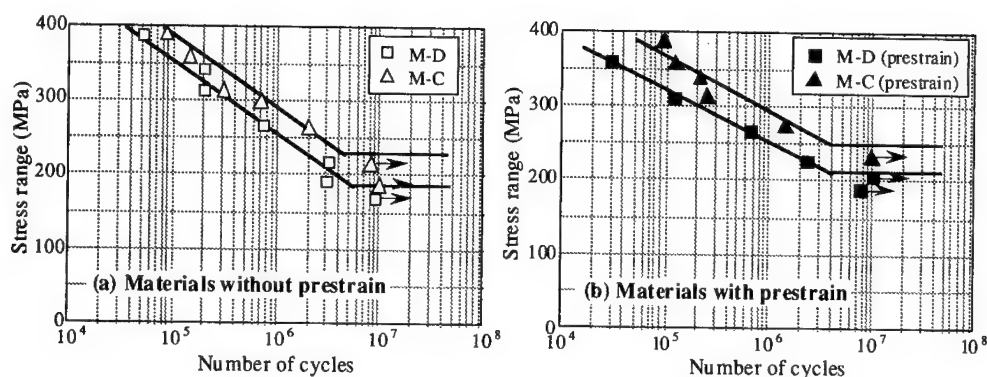 400
300
200
100
0
Stress range (MPa)
M-D
M-C
(a) Materials without prestrain
10^4 10^5 10^6 10^7 10^8
Number of cycles
400
300
200
100
0
Stress range (MPa)
M-D (prestrain)
M-C (prestrain)
(b) Materials with prestrain
10^4 10^5 10^6 10^7 10^8
Number of cycles